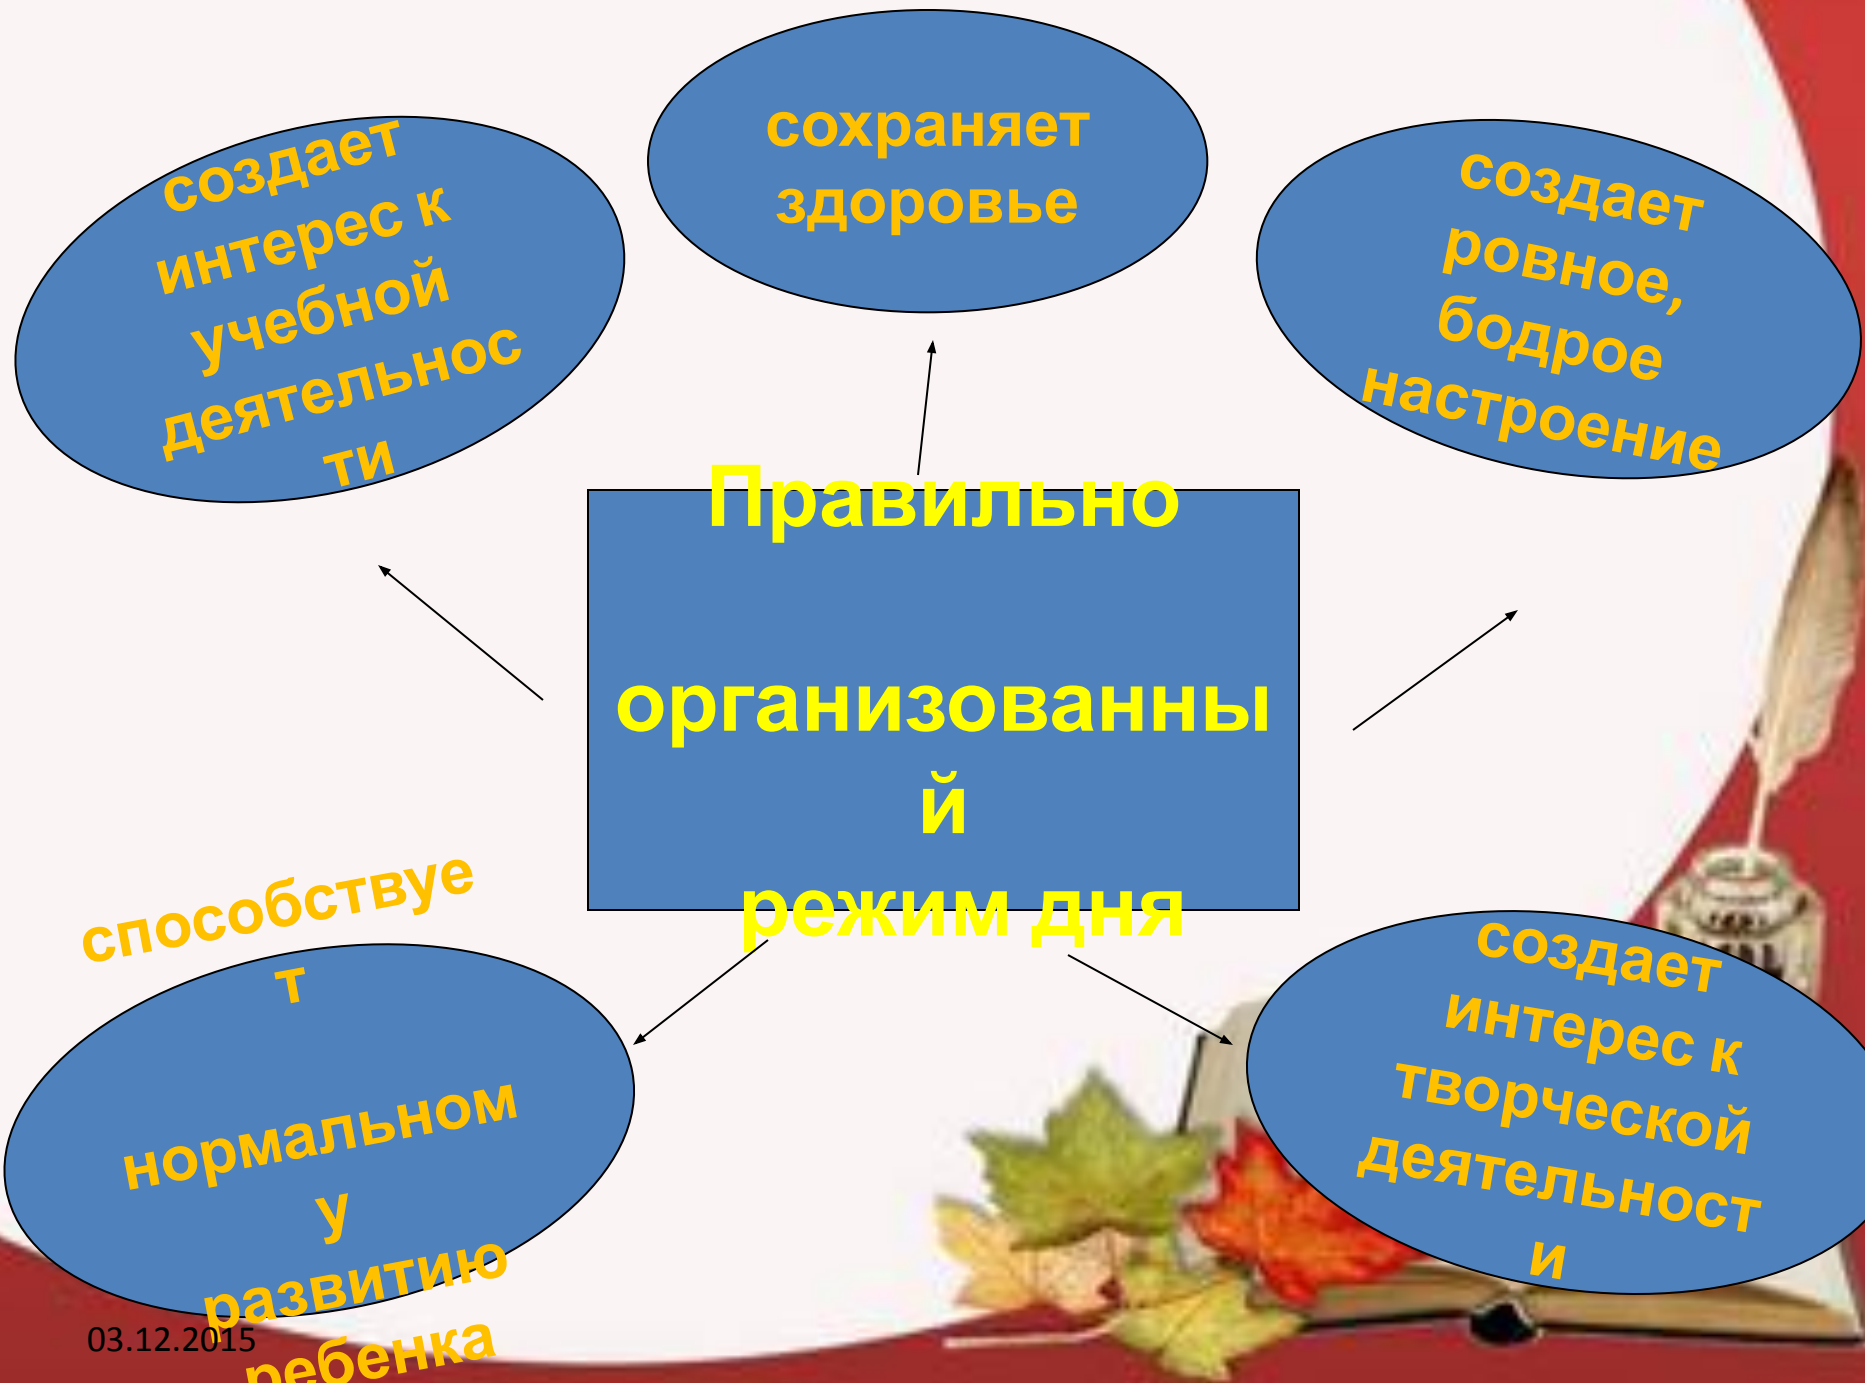 сохраняет
здоровье
создает
интерес к
учебной
деятельнос
ти
создает
ровное,
бодрое
настроение
Правильно
организованны
й
режим дня
способствуе
т
нормальном
у
развитию
ребенка
создает
интерес к
творческой
деятельност
и
03.12.2015